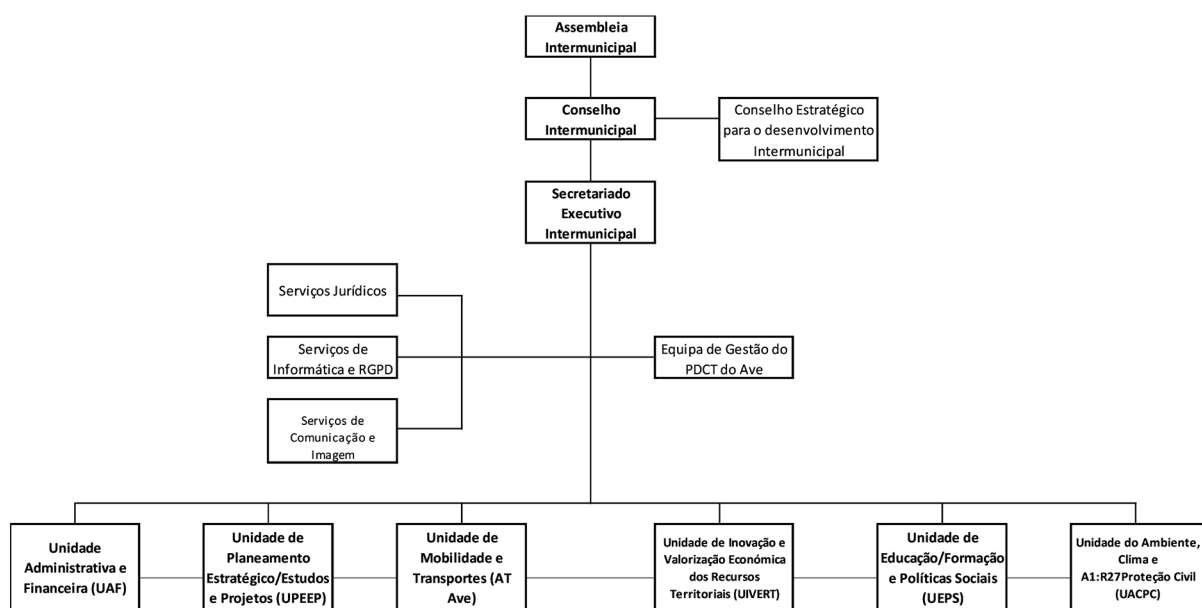 Assembleia
Intermunicipal
Conselho
Intermunicipal
Conselho Estratégico
para o desenvolvimento
Intermunicipal
Secretariado
Executivo
Intermunicipal
Serviços Jurídicos
Serviços de
Informática e RGPD
Equipa de Gestão do
PDCT do Ave
Serviços de
Comunicação e
Imagem
Unidade
Administrativa e
Financeira (UAF)
Unidade de
Planeamento
Estratégico/Estudos
e Projetos (UPEEP)
Unidade de
Mobilidade e
Transportes (AT
Ave)
Unidade de Inovação e
Valorização Económica
dos Recursos
Territoriais (UIVERT)
Unidade de
Educação/Formação
e Políticas Sociais
(UEPS)
Unidade do Ambiente,
Clima e
A1:R27Proteção Civil
(UACPC)